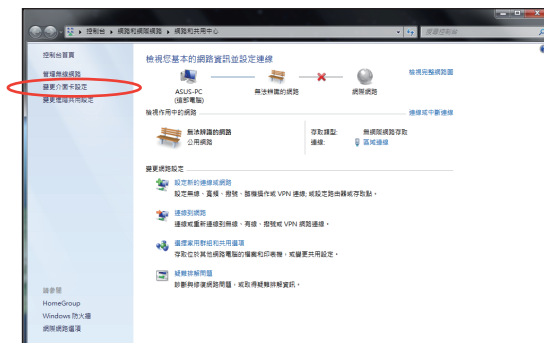 控制台 ▸ 網路和網際網路 ▸ 網路和共用中心
搜尋控制台
控制台首頁
管理無線網路
變更介面卡設定
變更進階共用設定
檢視您基本的網路資訊並設定連線
檢視完整網路圖
ASUS-PC
(這部電腦)
無法辨識的網路
網際網路
檢視作用中的網路
連線或中斷連線
無法辨識的網路
公用網路
存取類型:
無網際網路存取
連線:
區域連線
變更網路設定
設定新的連線或網路
設定無線、寬頻、撥號、臨機操作或 VPN 連線; 或設定路由器或存取點。
連線到網路
連線或重新連線到無線、有線、撥號或 VPN 網路連線。
選擇家用群組和共用選項
存取位於其他網路電腦的檔案和印表機，或變更共用設定。
疑難排解問題
診斷與修復網路問題，或取得疑難排解資訊。
請參閱
HomeGroup
Windows 防火牆
網際網路選項